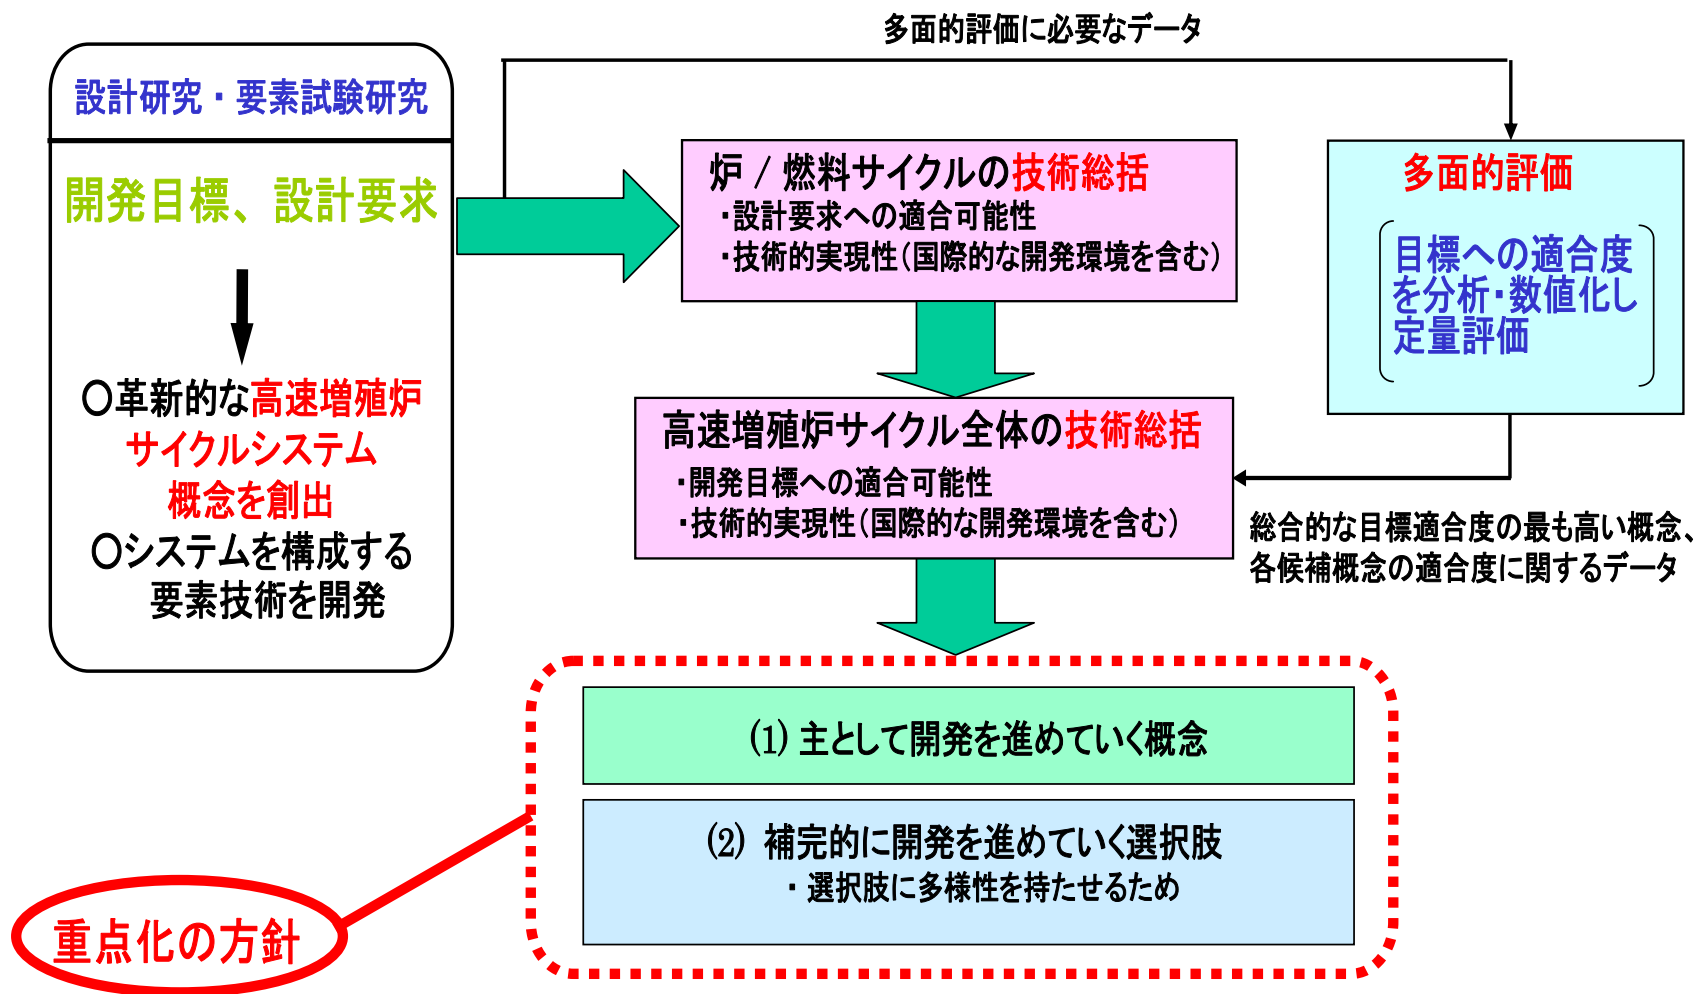 多面的評価に必要なデータ
設計研究・要素試験研究
開発目標、設計要求
〇革新的な高速増殖炉
サイクルシステム
概念を創出
〇システムを構成する
要素技術を開発
炉 / 燃料サイクルの技術総括
・設計要求への適合可能性
・技術的実現性(国際的な開発環境を含む)
多面的評価
目標への適合度
を分析・数値化し
定量評価
高速増殖炉サイクル全体の技術総括
・開発目標への適合可能性
・技術的実現性(国際的な開発環境を含む)
総合的な目標適合度の最も高い概念、
各候補概念の適合度に関するデータ
(1) 主として開発を進めていく概念
(2) 補完的に開発を進めていく選択肢
・選択肢に多様性を持たせるため
重点化の方針